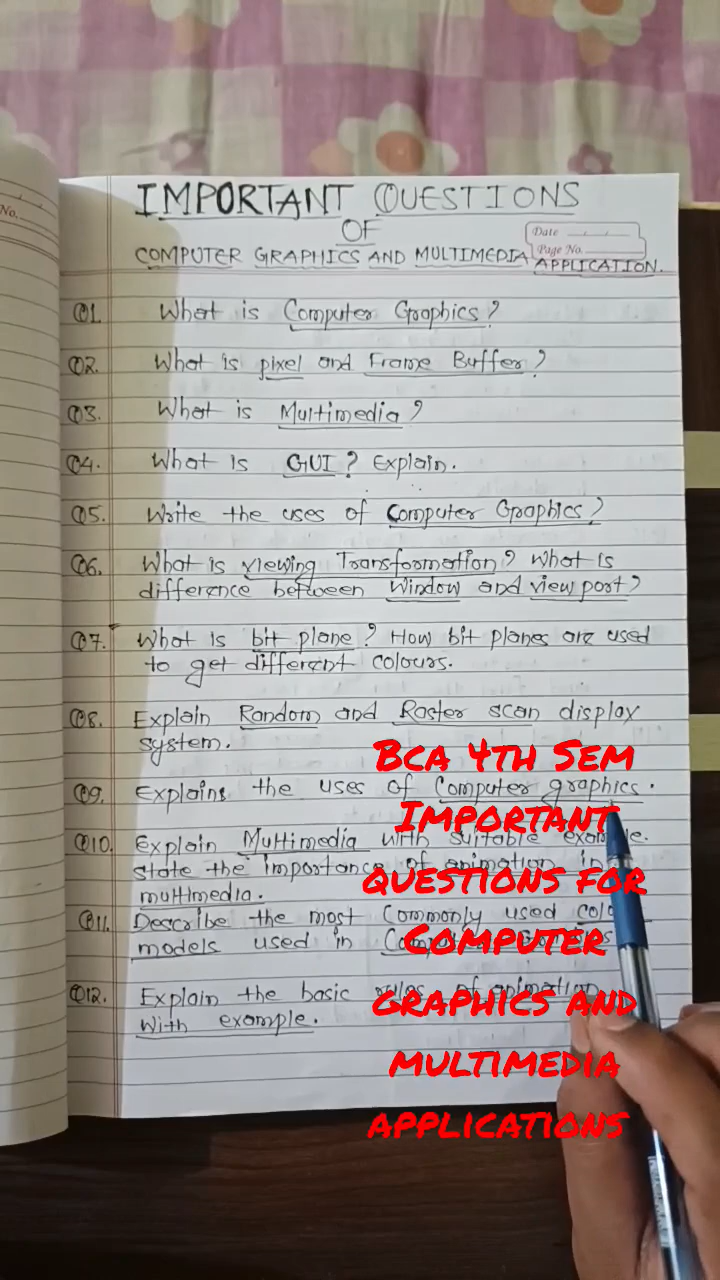 No.
IMPORTANT QUESTIONS
OF
Date
Page No.
COMPUTER GRAPHICS AND MULTIMEDIA APPLICATION.
Q1. What is Computer Graphics?
Q2. What is pixel and Frame Buffer?
Q3. What is Multimedia?
Q4. What is GUI? Explain.
Q5. Write the uses of Computer Graphics?
Q6. What is viewing Transformation? What is
difference between Window and view port?
Q7. What is bit plane? How bit planes are used
to get different colours.
Q8. Explain Random and Raster scan display
system.
Q9. Explains the uses of Computer graphics.
Q10. Explain Multimedia with suitable example.
state the importance of animation in
multimedia.
Q11. Describe the most commonly used
models used in
Q12. Explain the basic rules of animation
with example.
Bca 4th Sem
Important
questions for
Computer
graphics and
multimedia
applications